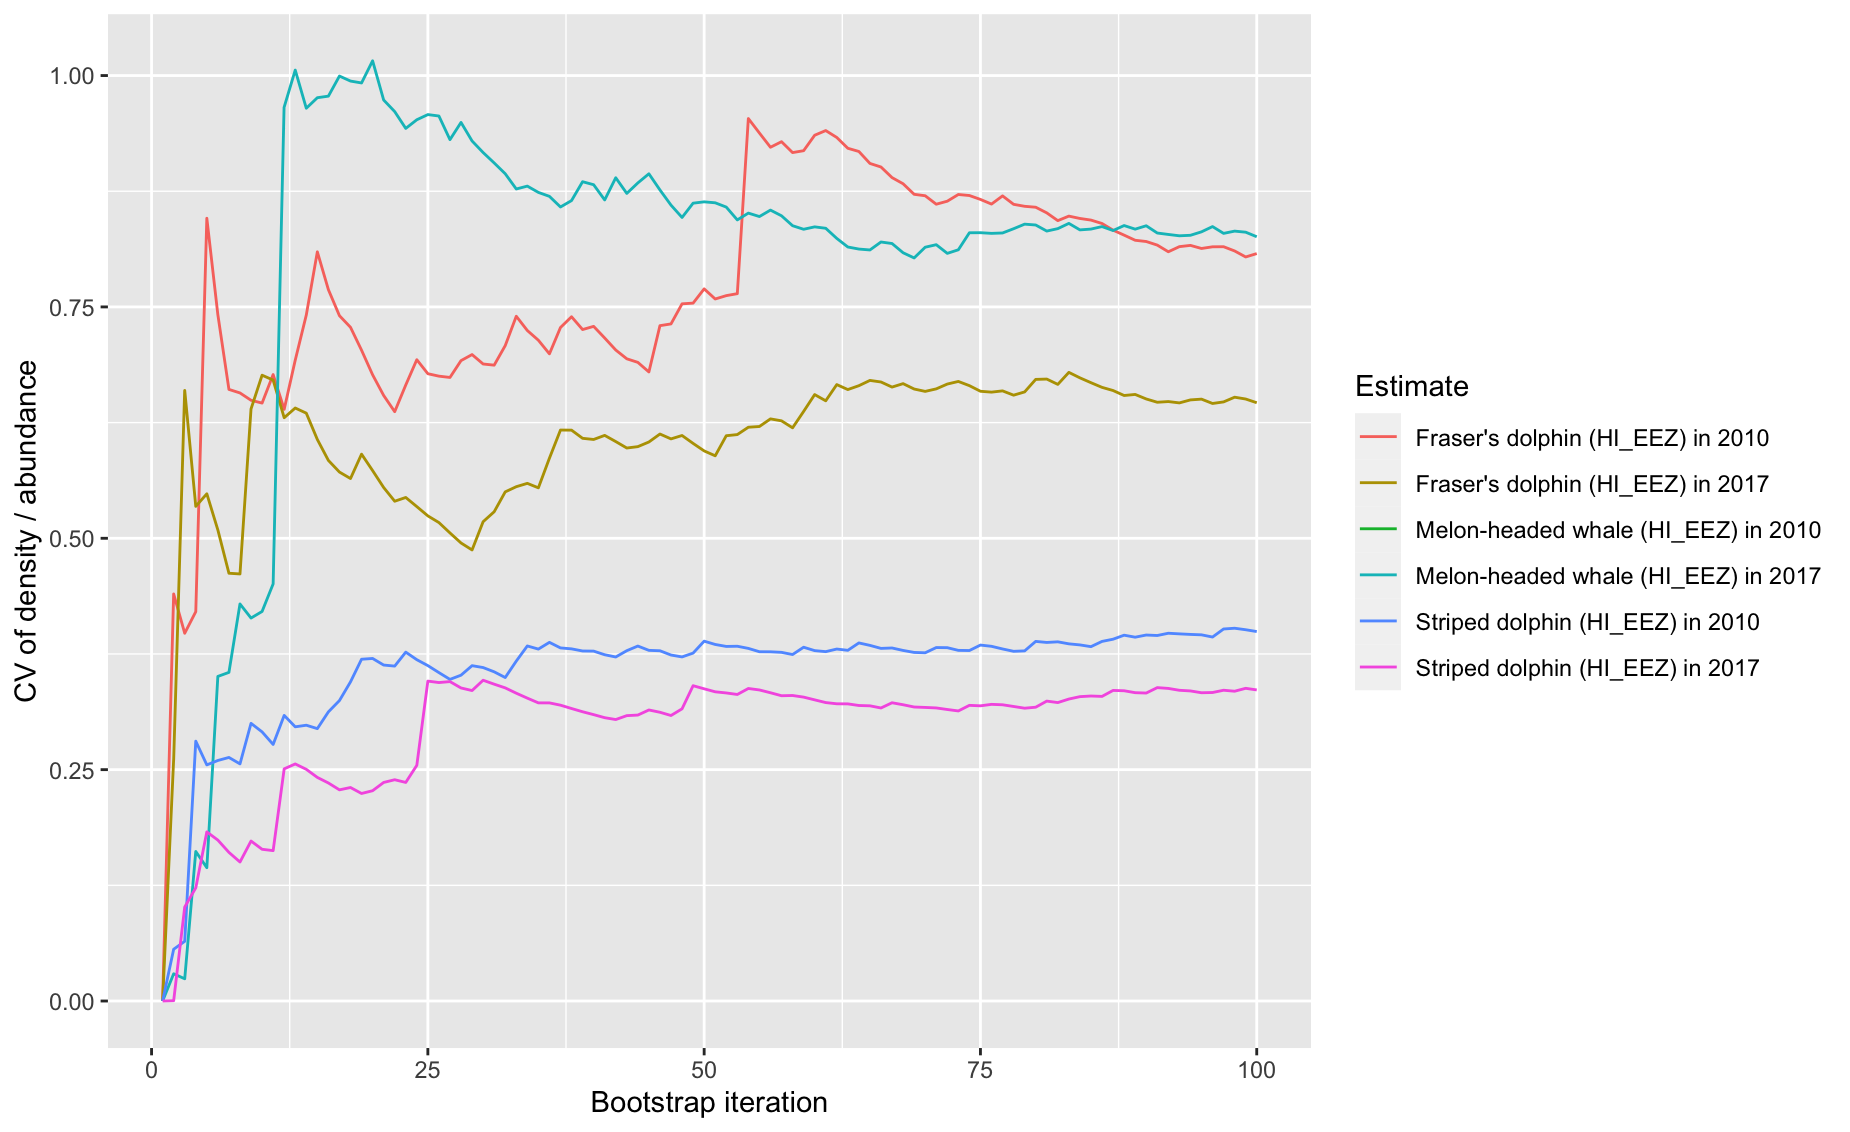 CV of density / abundance
1.00
0.75
0.50
0.25
0.00
0
25
50
75
100
Bootstrap iteration
Estimate
Fraser's dolphin (HI_EEZ) in 2010
Fraser's dolphin (HI_EEZ) in 2017
Melon-headed whale (HI_EEZ) in 2010
Melon-headed whale (HI_EEZ) in 2017
Striped dolphin (HI_EEZ) in 2010
Striped dolphin (HI_EEZ) in 2017